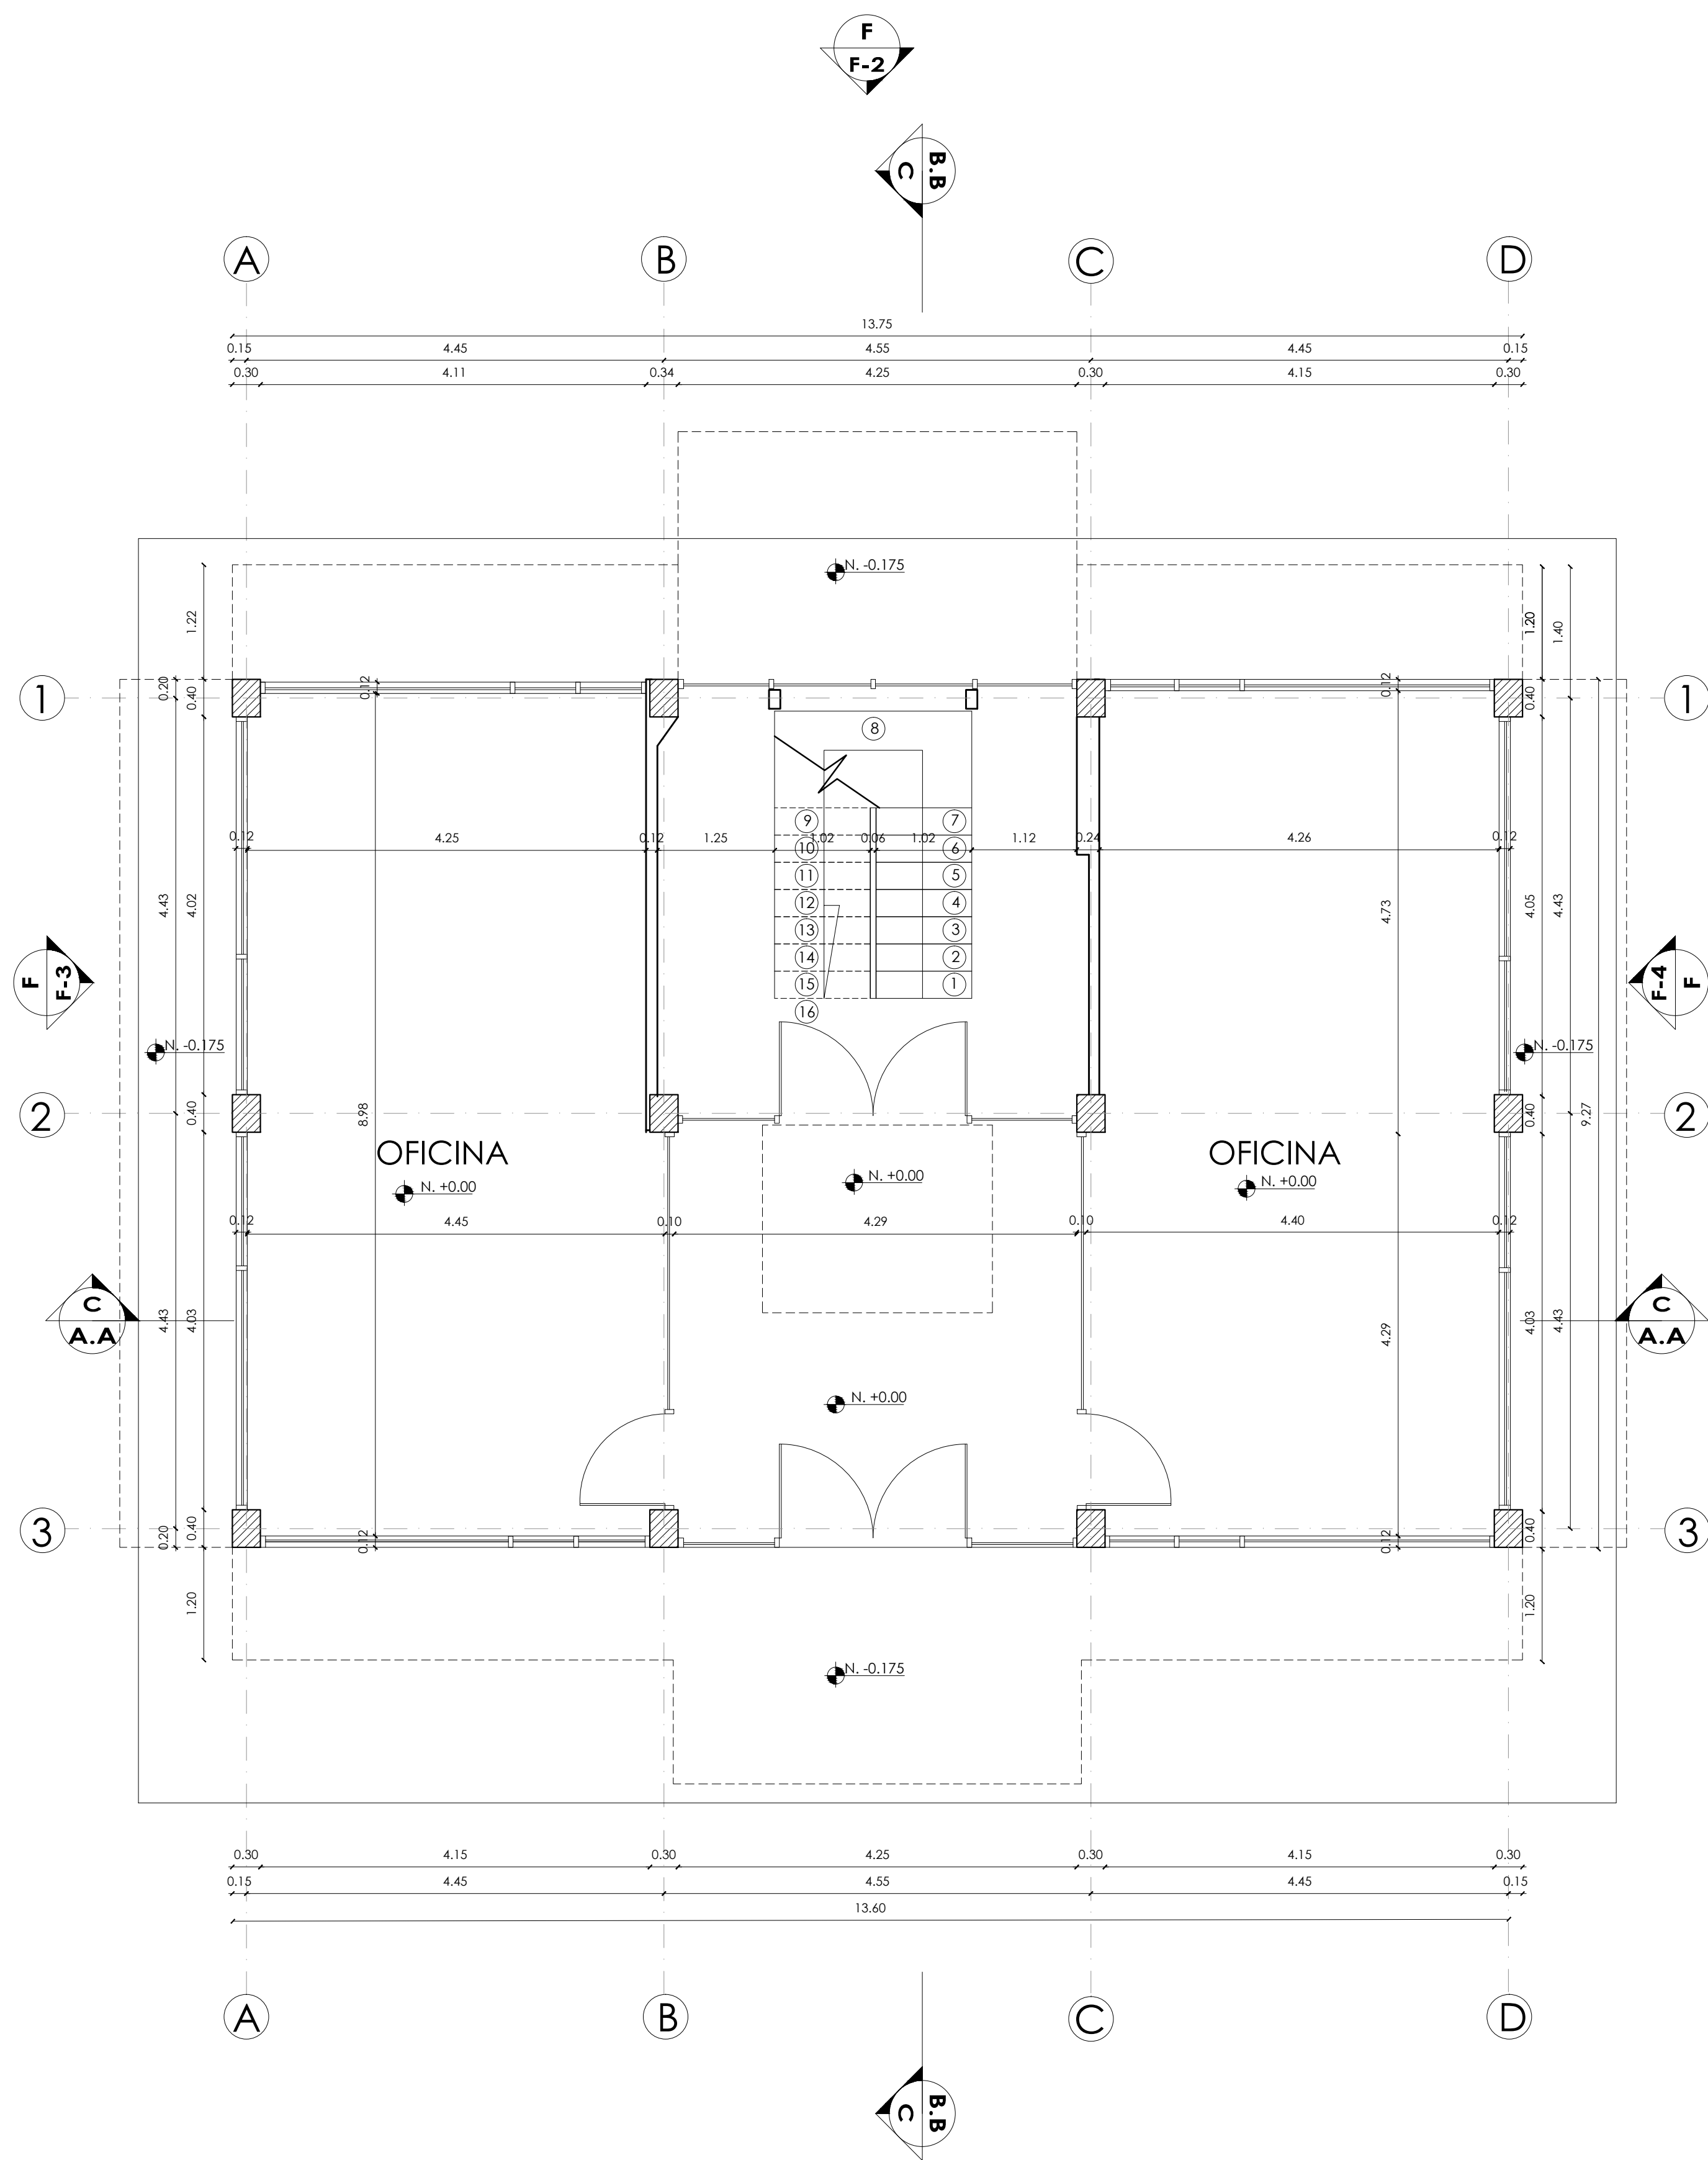 F
F-2
B.B
C
A B C D
13.75
0.15 4.45 4.55 4.45 0.15
0.30 4.11 0.34 4.25 0.30 4.15 0.30
N. -0.175
1.22
1.20
1.40
1
0.20
0.40
0.12
0.12
0.40
1
8
9 7
10 6
11 5
12 4
13 3
14 2
15 1
16
0.12 4.25 0.12 1.25 1.02 0.06 1.02 1.12 0.24 4.26 0.12
4.43
4.02
4.73
4.05
4.43
F
F-3
F-4
F
N. -0.175
N. -0.175
2
0.40
8.98
0.40
9.27
2
OFICINA
N. +0.00
N. +0.00
OFICINA
N. +0.00
0.12 4.45 0.10 4.29 0.10 4.40 0.12
C
A.A
4.43
4.03
4.29
4.03
4.43
C
A.A
N. +0.00
3
0.20
0.40
0.12
0.12
0.40
3
1.20
1.20
N. -0.175
0.30 4.15 0.30 4.25 0.30 4.15 0.30
0.15 4.45 4.55 4.45 0.15
13.60
A B C D
B.B
C